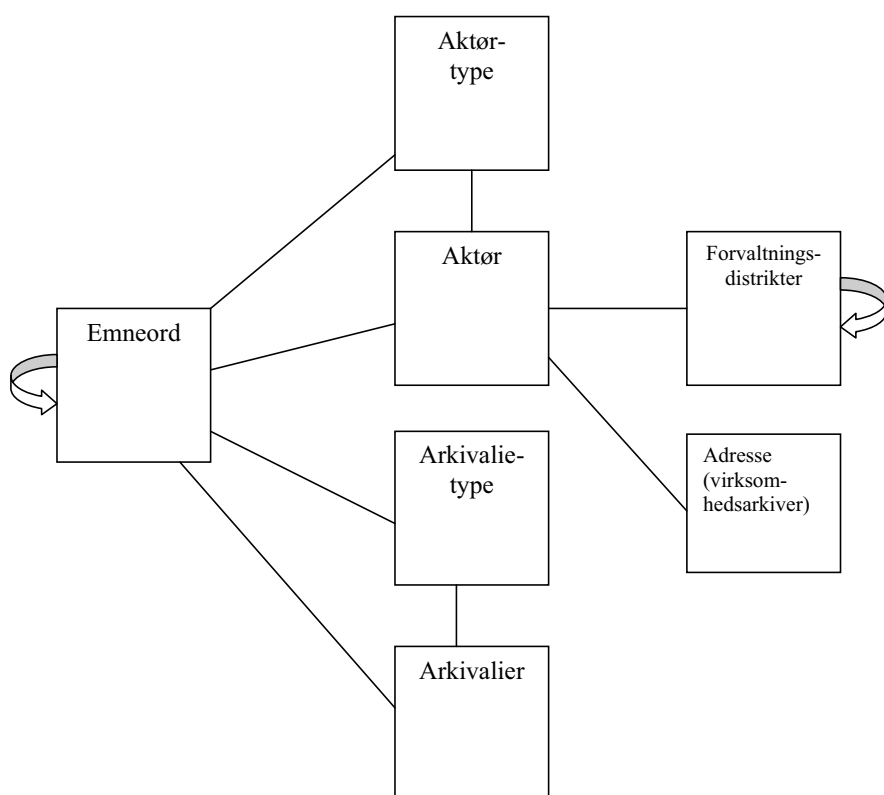 Aktør-
type
Aktør
Forvaltnings-
distrikter
Emneord
Arkivalie-
type
Adresse
(virksom-
hedsarkiver)
Arkivalier